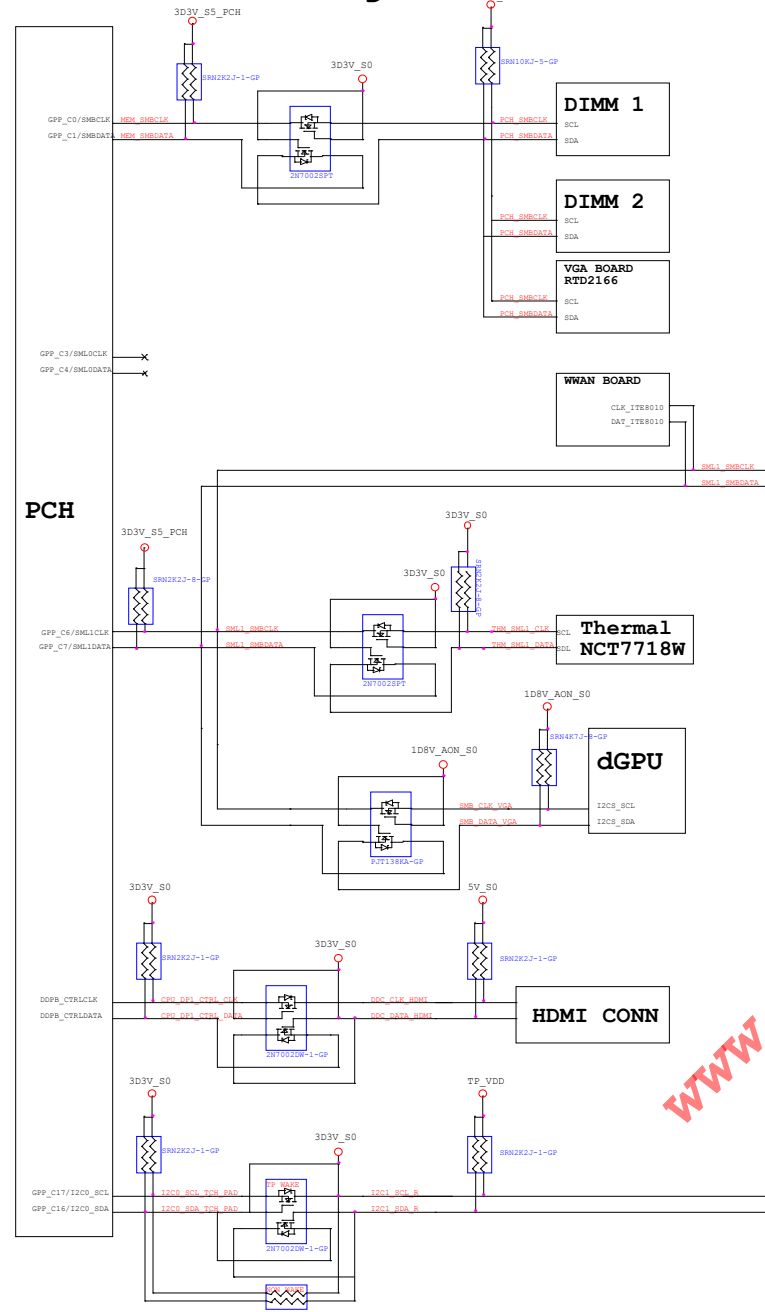 3D3V_S5_PCH
SRN2K2J-1-GP
3D3V_S0
SRN10KJ-5-GP
DIMM 1
GPP_C0/SMBCLK
MEM_SMBCLK
PCH_SMBCLK
SCL
GPP_C1/SMBDATA
MEM_SMBDATA
PCH_SMBDATA
SDA
2N7002SPT
DIMM 2
PCH_SMBCLK
SCL
PCH_SMBDATA
SDA
VGA BOARD
RTD2166
PCH_SMBCLK
SCL
PCH_SMBDATA
SDA
GPP_C3/SML0CLK
GPP_C4/SML0DATA
WWAN BOARD
CLK_ITE8010
DAT_ITE8010
SML1_SMBCLK
SML1_SMBDATA
PCH
3D3V_S5_PCH
SRN2K2J-8-GP
3D3V_S0
3D3V_S0
SRN2K2J-8-GP
GPP_C6/SML1CLK
SML1_SMBCLK
THM_SML1_CLK
SCL
Thermal
NCT7718W
GPP_C7/SML1DATA
SML1_SMBDATA
THM_SML1_DATA
SDL
2N7002SPT
1D8V_AON_S0
SRN4K7J-8-GP
1D8V_AON_S0
dGPU
SMB_CLK_VGA
I2CS_SCL
SMB_DATA_VGA
I2CS_SDA
PJT138KA-GP
3D3V_S0
SRN2K2J-1-GP
3D3V_S0
5V_S0
SRN2K2J-1-GP
DDPB_CTRLCLK
CPU_DP1_CTRL_CLK
DDC_CLK_HDMI
DDPB_CTRLDATA
CPU_DP1_CTRL_DATA
DDC_DATA_HDMI
HDMI CONN
2N7002DW-1-GP
3D3V_S0
SRN2K2J-1-GP
3D3V_S0
TP_VDD
SRN2K2J-1-GP
GPP_C17/I2C0_SCL
I2C0_SCL_TCH_PAD
TP_WAKE
I2C1_SCL_R
GPP_C16/I2C0_SDA
I2C0_SDA_TCH_PAD
I2C1_SDA_R
2N7002DW-1-GP
NON_WAKE
www